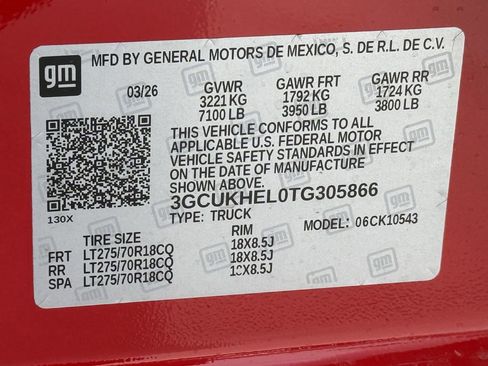 gm
MFD BY GENERAL MOTORS DE MEXICO, S. DE R.L. DE C.V.
03/26 GVWR GAWR FRT GAWR RR
3221 KG 1792 KG 1724 KG
7100 LB 3950 LB 3800 LB
THIS VEHICLE CONFORMS TO ALL
APPLICABLE U.S. FEDERAL MOTOR
VEHICLE SAFETY STANDARDS IN EFFECT
ON THE DATE OF MANUFACTURE
SHOWN ABOVE.
3GCUKHEL0TG305866
130X
TYPE: TRUCK MODEL: 06CK10543
TIRE SIZE RIM
FRT LT275/70R18CQ 18X8.5J
RR LT275/70R18CQ 18X8.5J
SPA LT275/70R18CQ 18X8.5J